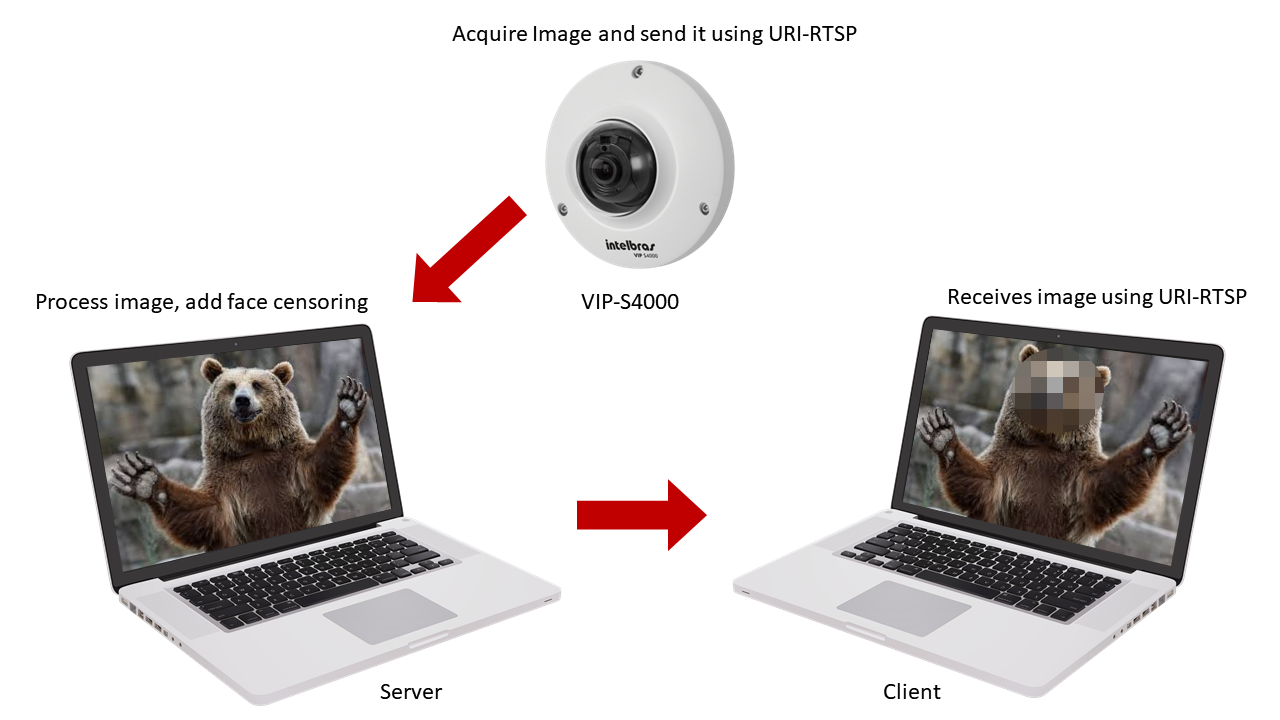 Acquire Image and send it using URI-RTSP
intelbras
VIP S4000
VIP-S4000
Process image, add face censoring
Receives image using URI-RTSP
Server
Client